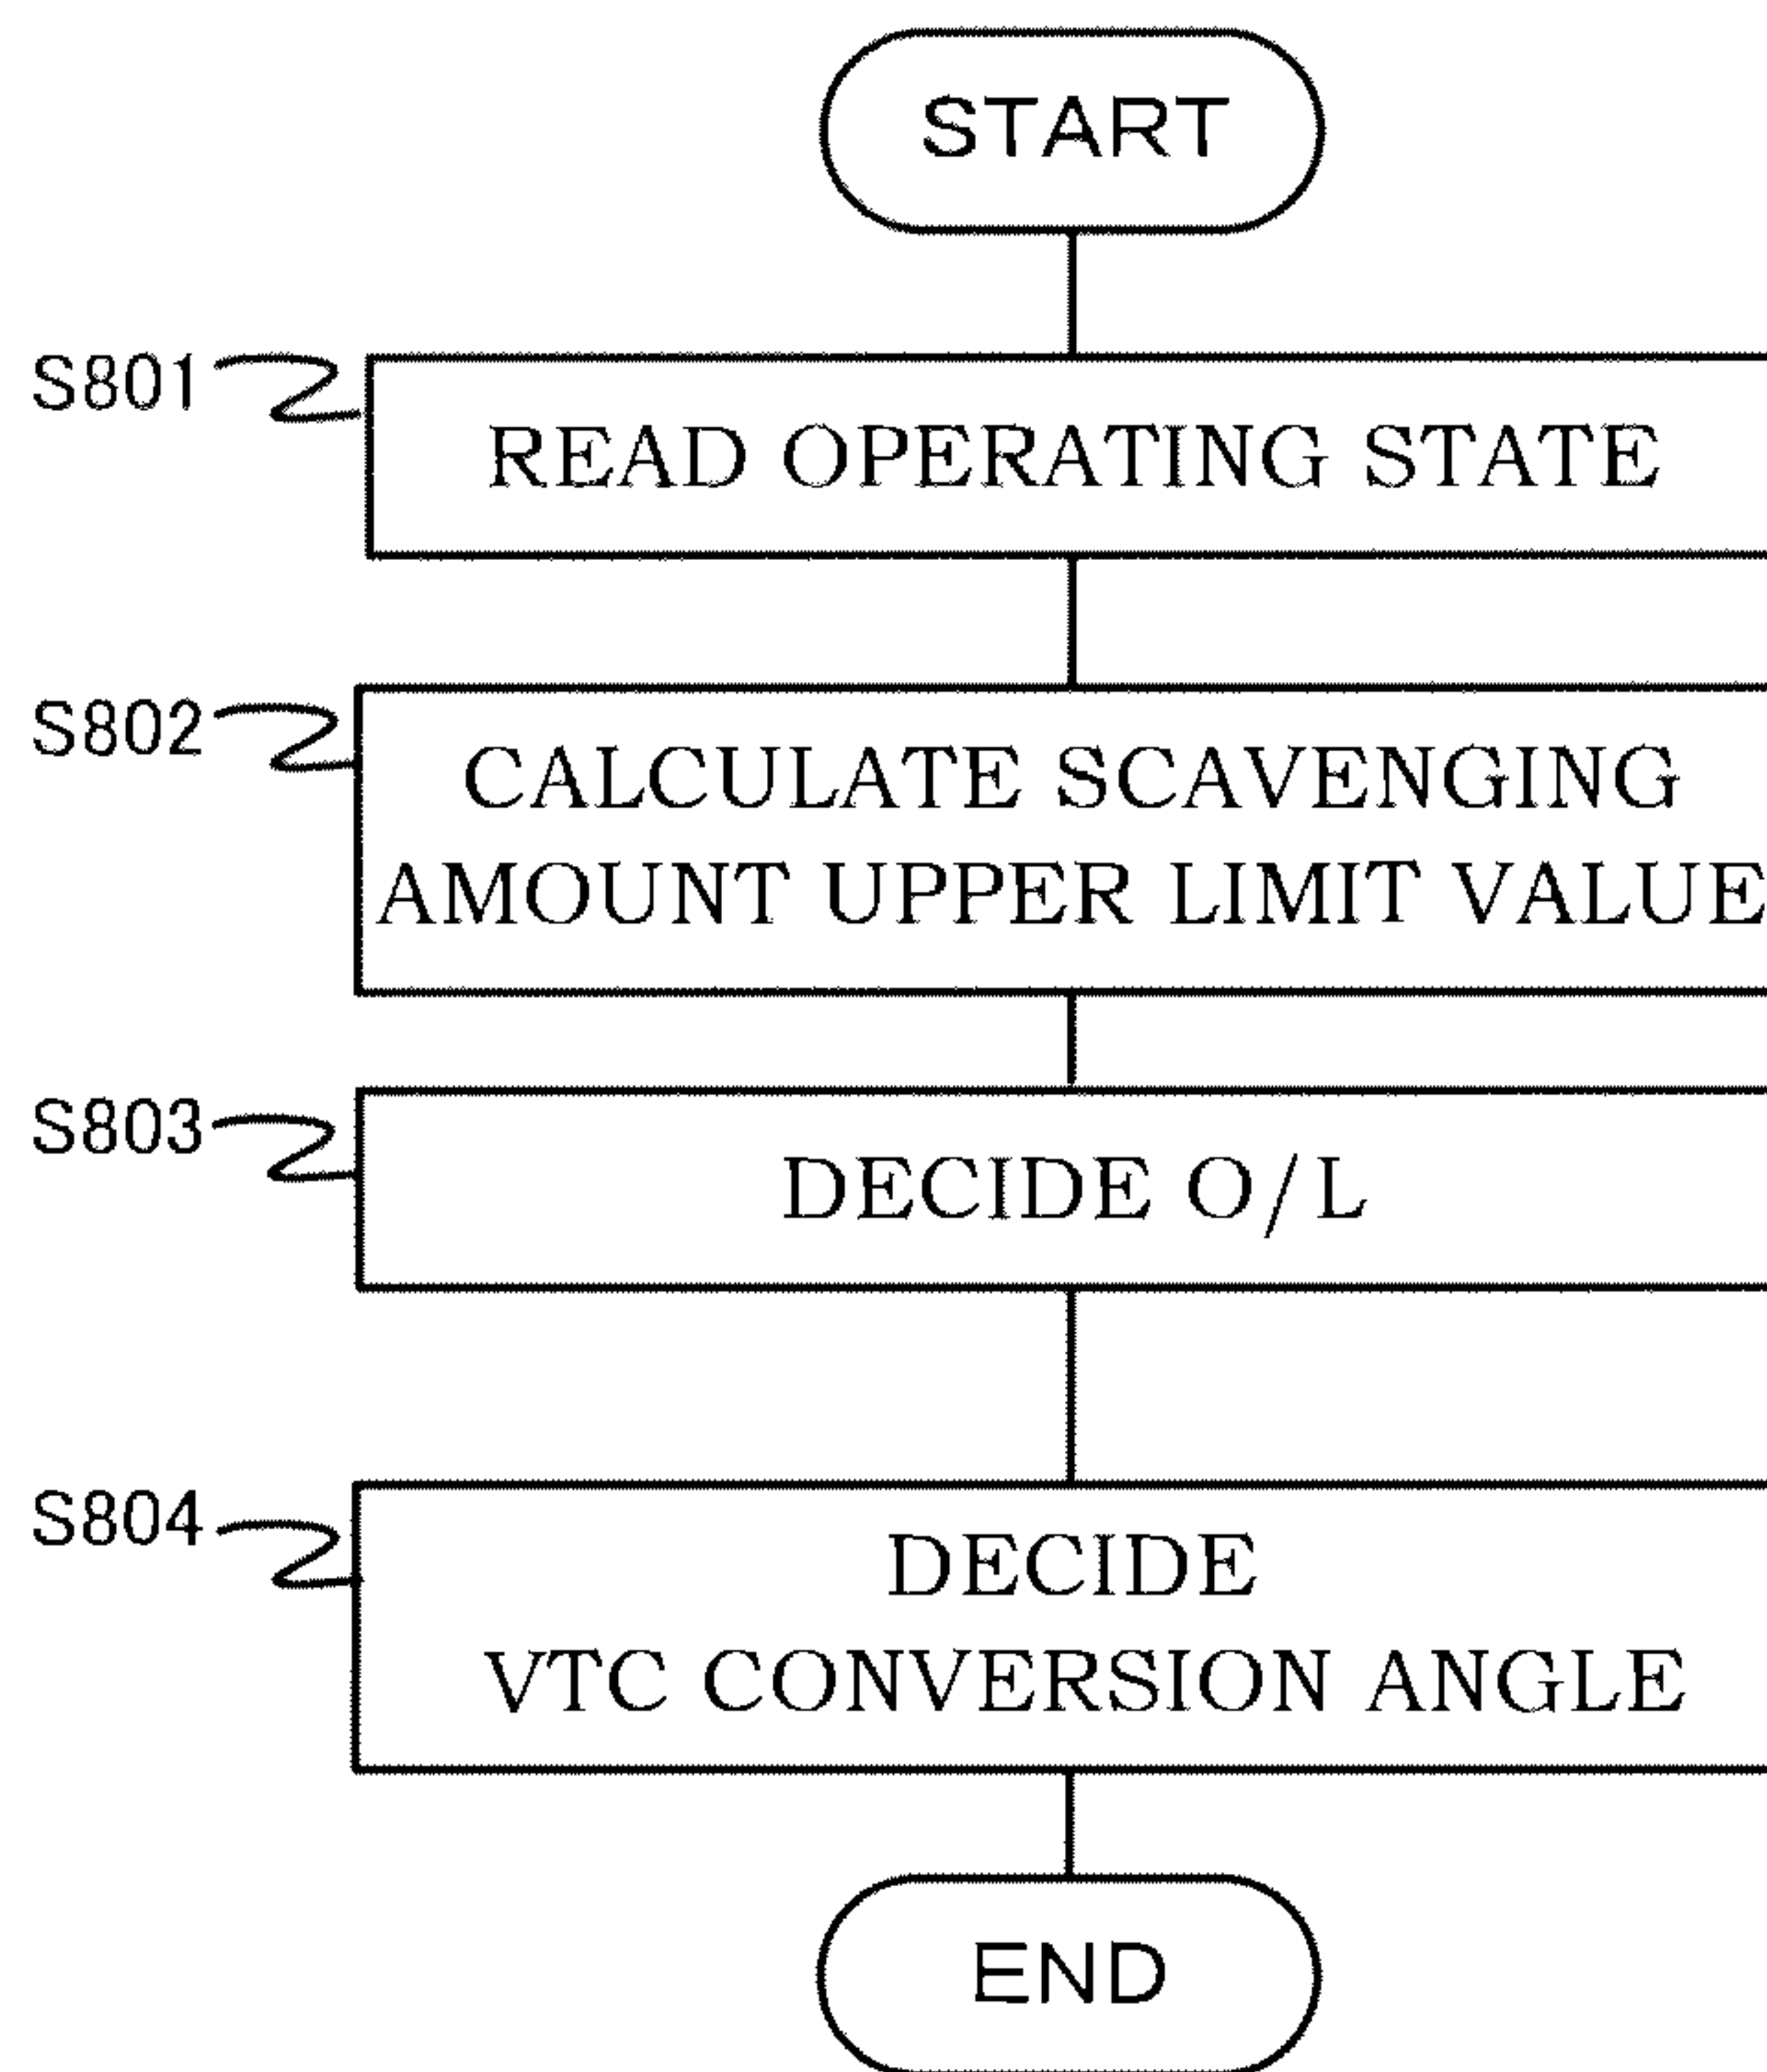 START
S801
READ OPERATING STATE
S802
CALCULATE SCAVENGING
AMOUNT UPPER LIMIT VALUE
S803
DECIDE O/L
S804
DECIDE
VTC CONVERSION ANGLE
END